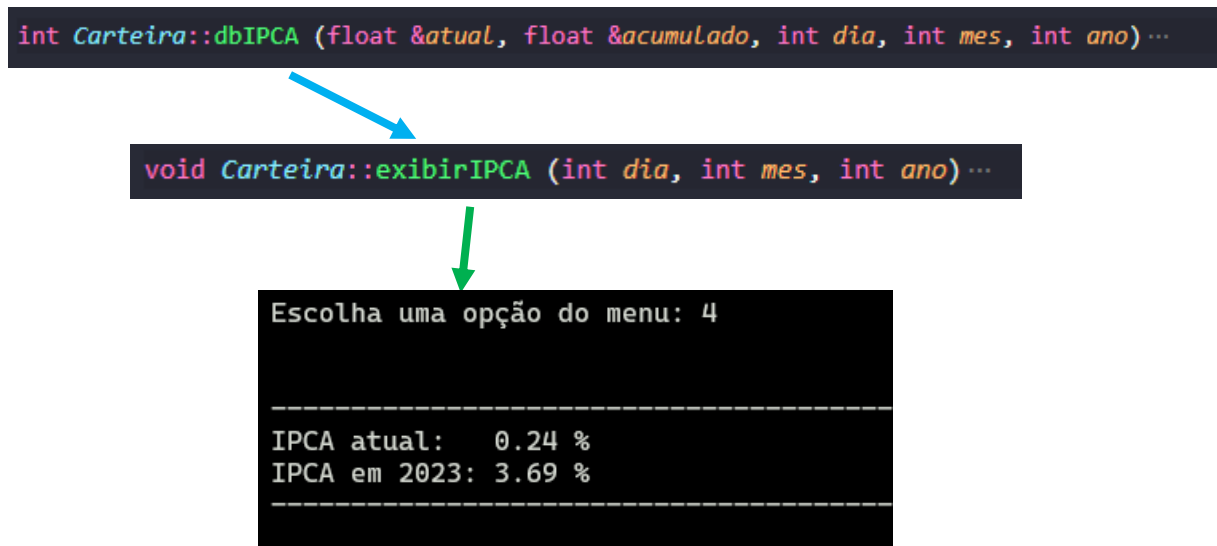 int Carteira::dbIPCA (float &atual, float &acumulado, int dia, int mes, int ano)···
void Carteira::exibirIPCA (int dia, int mes, int ano)···
Escolha uma opção do menu: 4
---------------------------------------
IPCA atual:   0.24 %
IPCA em 2023: 3.69 %
---------------------------------------